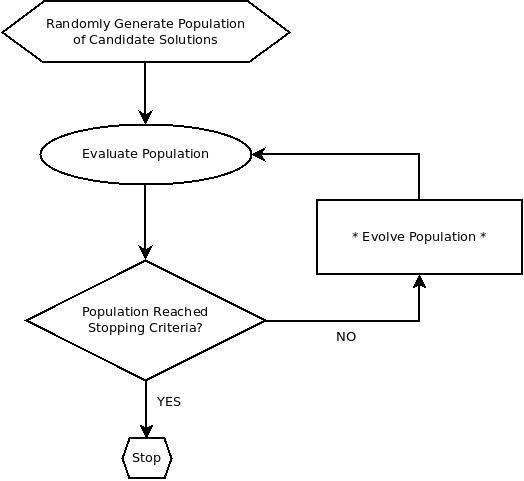 Randomly Generate Population
of Candidate Solutions
Evaluate Population
* Evolve Population *
Population Reached
Stopping Criteria?
NO
YES
Stop